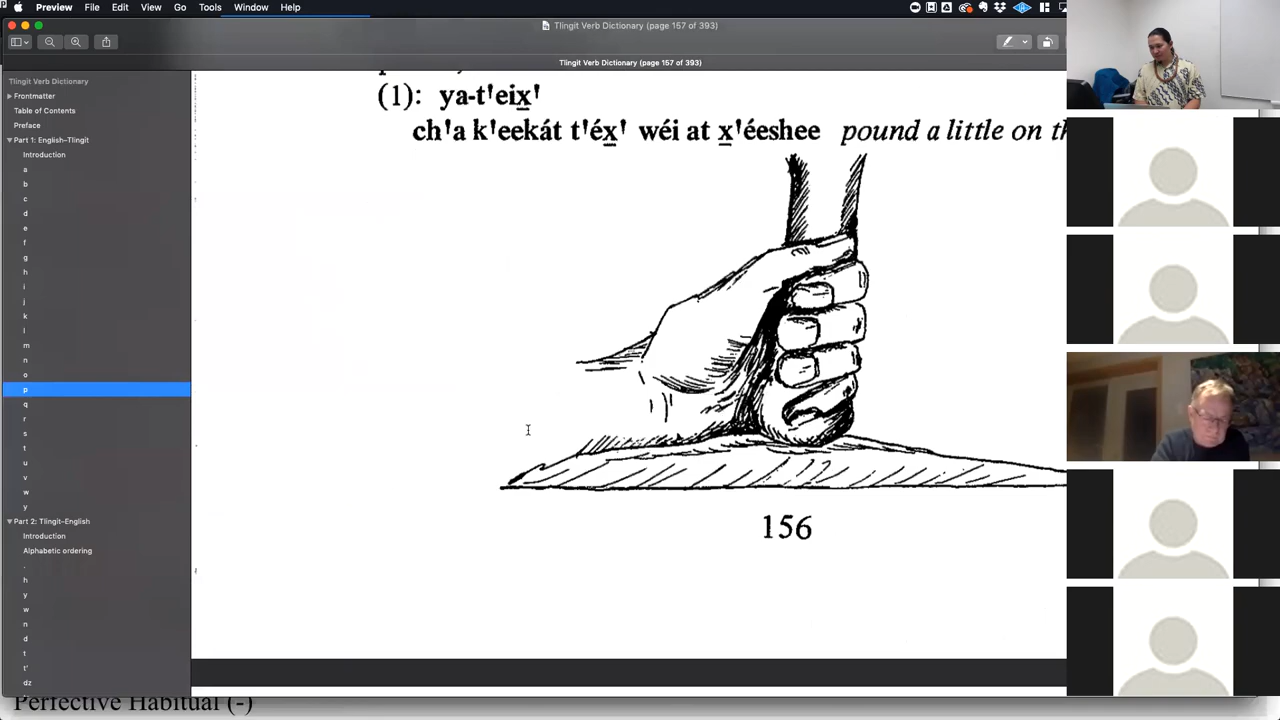 Preview File Edit View Go Tools Window Help
Tlingit Verb Dictionary (page 157 of 393)
Tlingit Verb Dictionary (page 157 of 393)
Tlingit Verb Dictionary
Frontmatter
Table of Contents
Preface
Part 1: English–Tlingit
Introduction
a
b
c
d
e
f
g
h
i
j
k
l
m
n
o
p
q
r
s
t
u
v
w
y
Part 2: Tlingit–English
Introduction
Alphabetic ordering
.
h
y
w
n
d
t
t'
dz
(1): ya-t'eix̲'
ch'a k'eekát t'éx̲' wéi at x̲'éeshee pound a little on
156
Perfective Habitual (-)